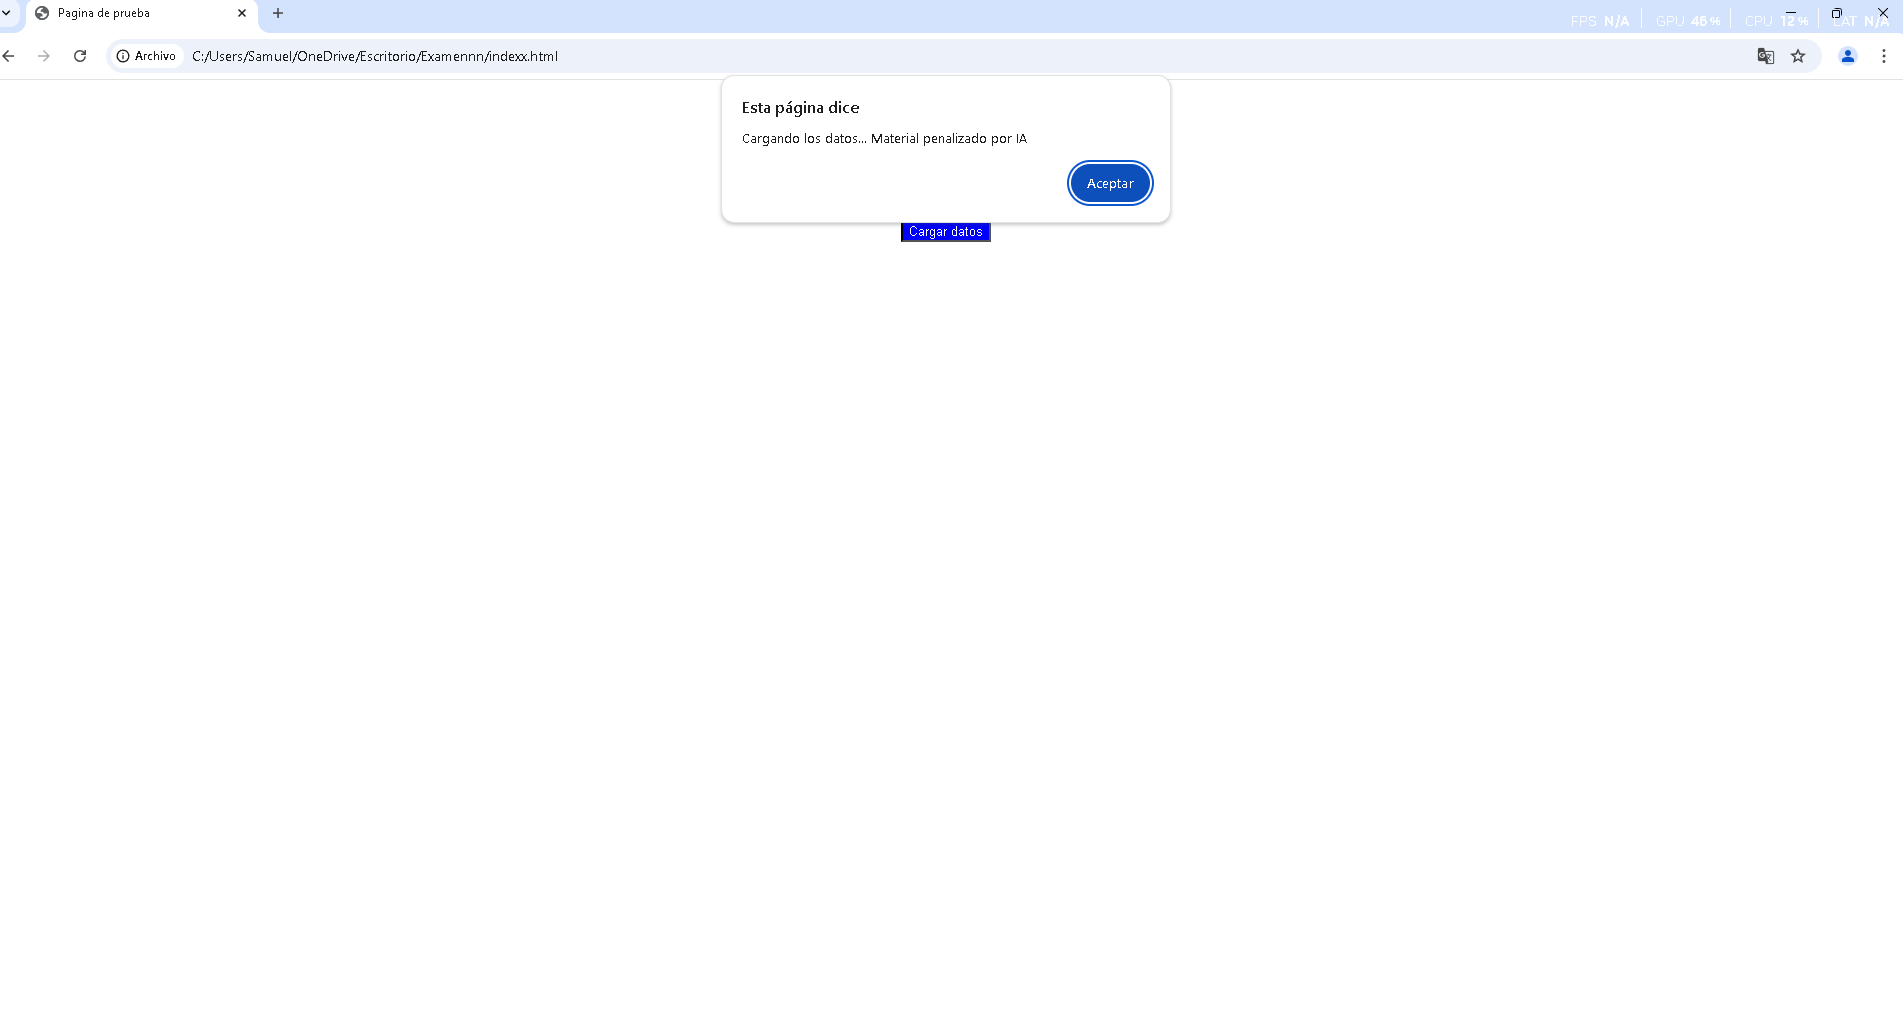 Pagina de prueba
FPS N/A GPU 46% CPU 12% LAT N/A
Archivo C:/Users/Samuel/OneDrive/Escritorio/Examennn/indexx.html
Esta página dice
Cargando los datos... Material penalizado por IA
Aceptar
Cargar datos